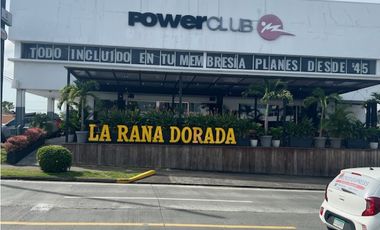 POWERCLUB
TODO INCLUIDO EN TU MEMBRESIA PLANES DESDE $45
LA RANA DORADA